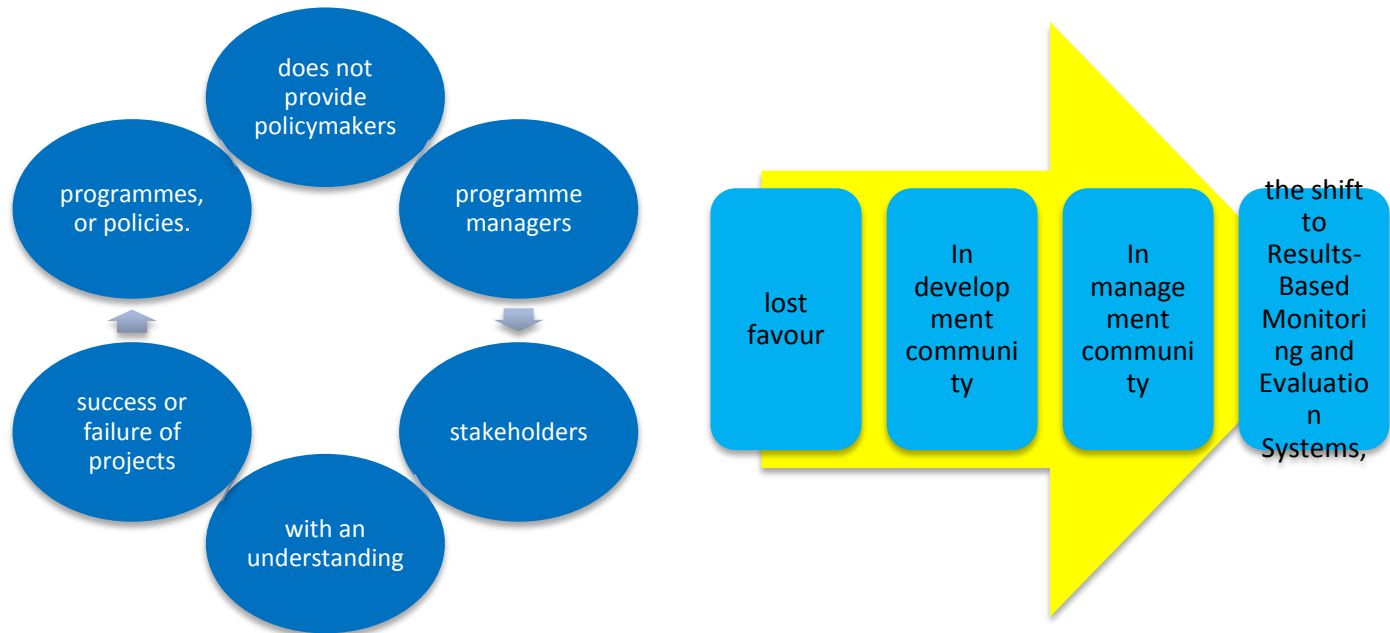 does not
provide
policymakers
programme
managers
stakeholders
with an
understanding
success or
failure of
projects
programmes,
or policies.
lost
favour
In
develop
ment
communi
ty
In
manage
ment
communi
ty
the shift
to
Results-
Based
Monitori
ng and
Evaluatio
n
Systems,